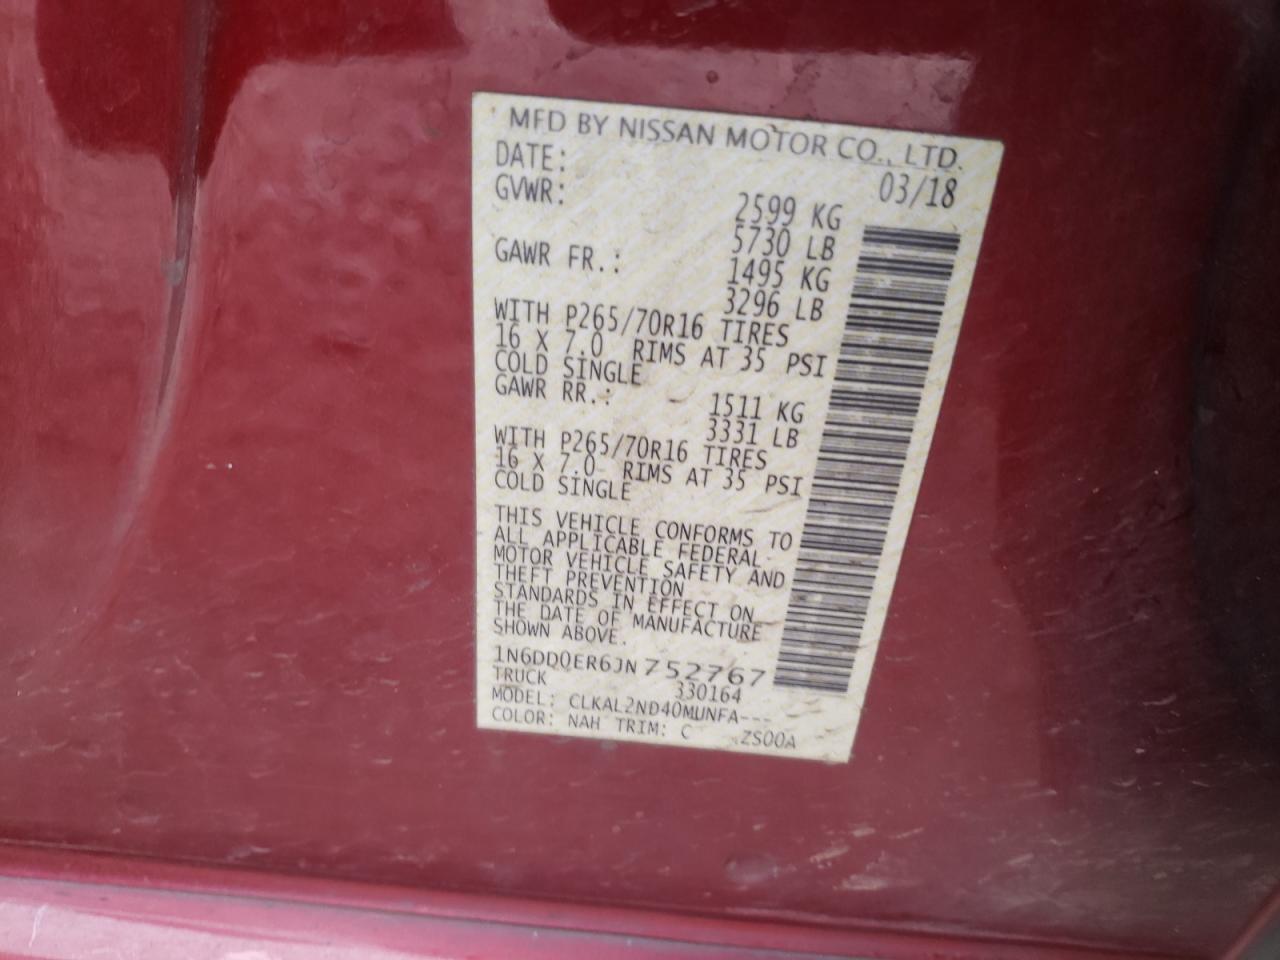 MFD BY NISSAN MOTOR CO., LTD.
DATE: 03/18
GVWR: 2599 KG
5730 LB
GAWR FR.: 1495 KG
3296 LB
WITH P265/70R16 TIRES
16 X 7.0 RIMS AT 35 PSI
COLD SINGLE
GAWR RR.: 1511 KG
3331 LB
WITH P265/70R16 TIRES
16 X 7.0 RIMS AT 35 PSI
COLD SINGLE
THIS VEHICLE CONFORMS TO
ALL APPLICABLE FEDERAL
MOTOR VEHICLE SAFETY AND
THEFT PREVENTION
STANDARDS IN EFFECT ON
THE DATE OF MANUFACTURE
SHOWN ABOVE.
1N6DD0ER6JN752767
TRUCK 330164
MODEL: CLKAL2ND40MUNFA---
COLOR: NAH TRIM: C ZS00A